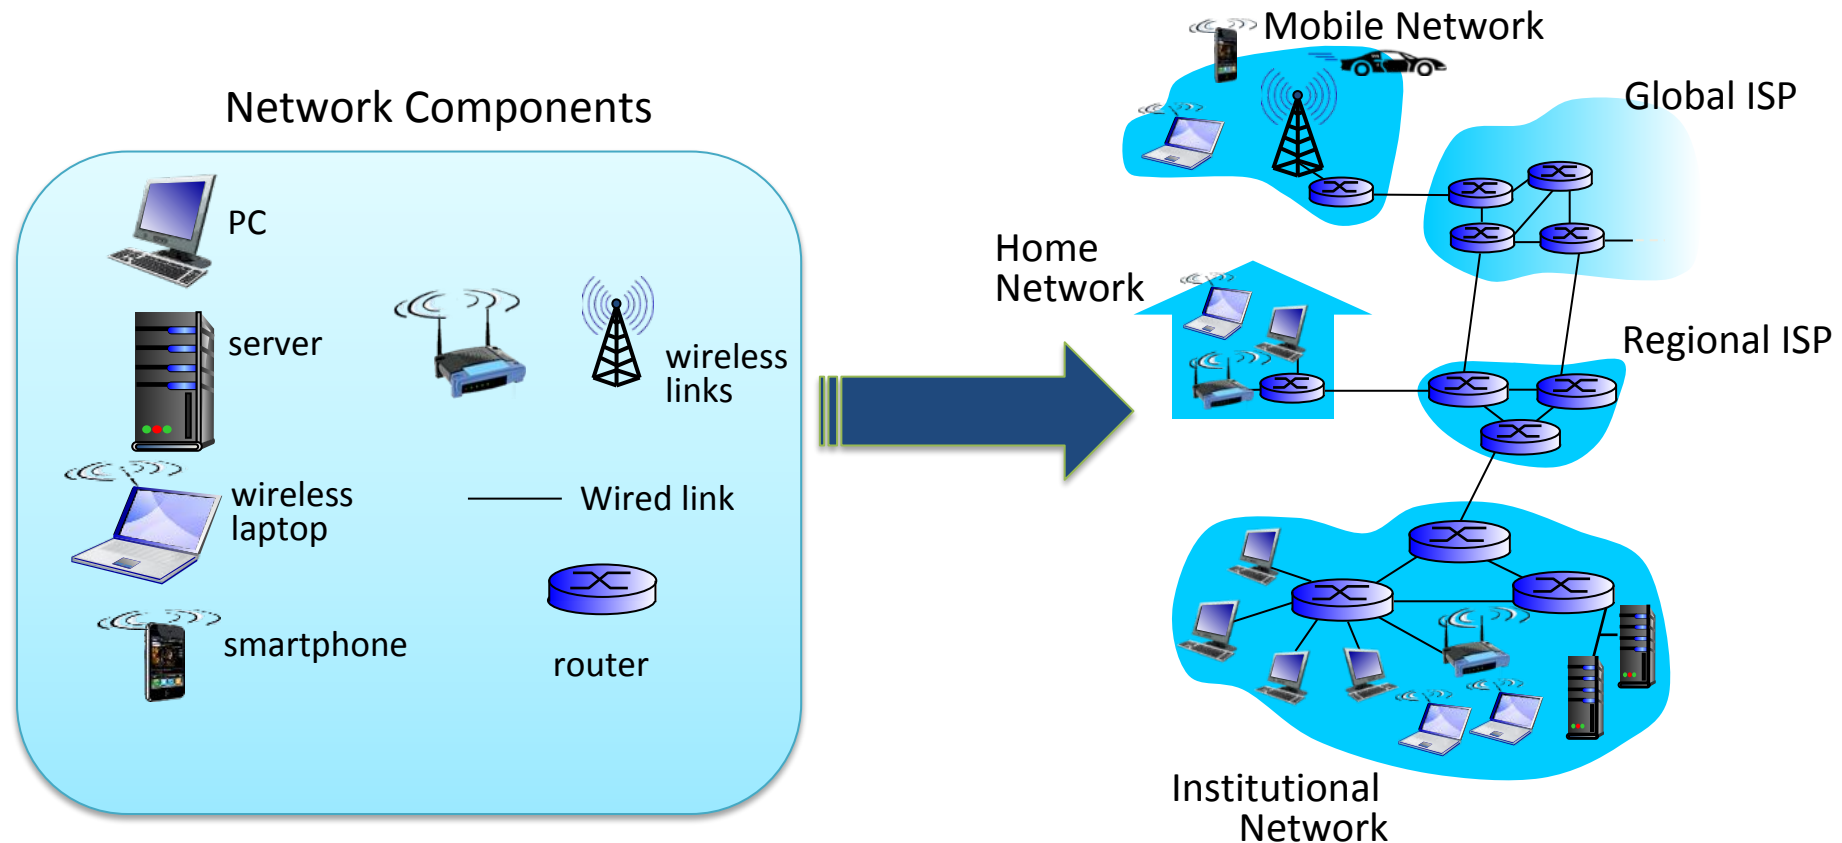 Network Components
PC
server
wireless
links
wireless
laptop
Wired link
smartphone
router
Mobile Network
Global ISP
Home
Network
Regional ISP
Institutional
Network